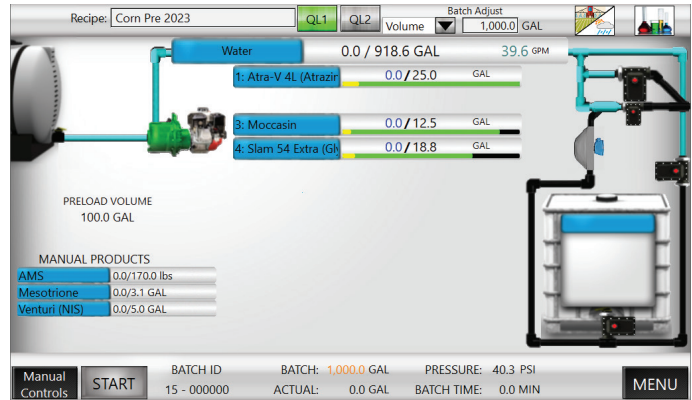 Recipe: Corn Pre 2023 QL1 QL2 Batch Adjust
Volume 1,000.0 GAL
Water 0.0 / 918.6 GAL 39.6 GPM
1: Atra-V 4L (Atrazin 0.0/25.0 GAL
3: Moccasin 0.0/12.5 GAL
4: Slam 54 Extra (Gly 0.0/18.8 GAL
PRELOAD VOLUME
100.0 GAL
MANUAL PRODUCTS
AMS 0.0/170.0 lbs
Mesotrione 0.0/3.1 GAL
Venturi (NIS) 0.0/5.0 GAL
Manual Controls START
BATCH ID
15 - 000000
BATCH: 1,000.0 GAL
ACTUAL: 0.0 GAL
PRESSURE: 40.3 PSI
BATCH TIME: 0.0 MIN
MENU